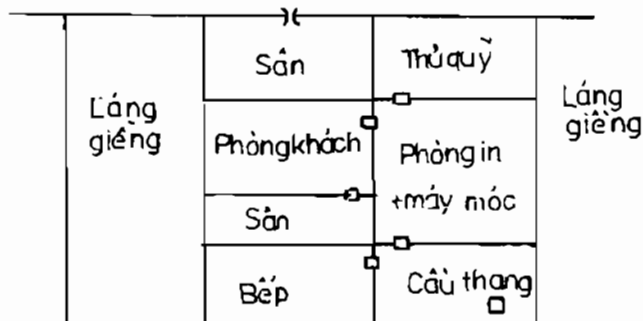 Sân
Thủ quỹ
Láng
giềng
Phòng khách
Phòng in
+máy móc
Láng
giềng
Sân
Bếp
Cầu thang